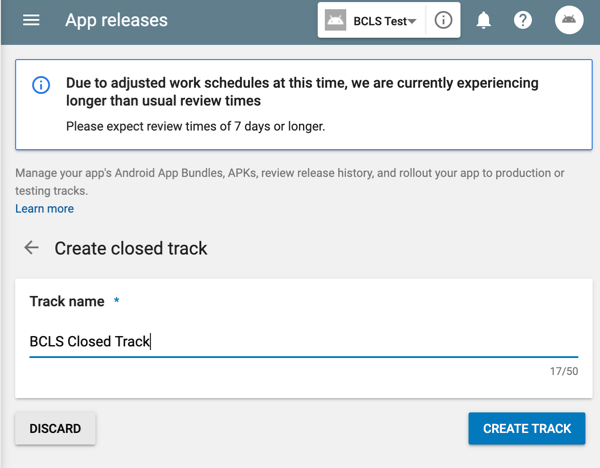 App releases
BCLS Test
Due to adjusted work schedules at this time, we are currently experiencing
longer than usual review times
Please expect review times of 7 days or longer.
Manage your app's Android App Bundles, APKs, review release history, and rollout your app to production or
testing tracks.
Learn more
Create closed track
Track name *
BCLS Closed Track
17/50
DISCARD
CREATE TRACK